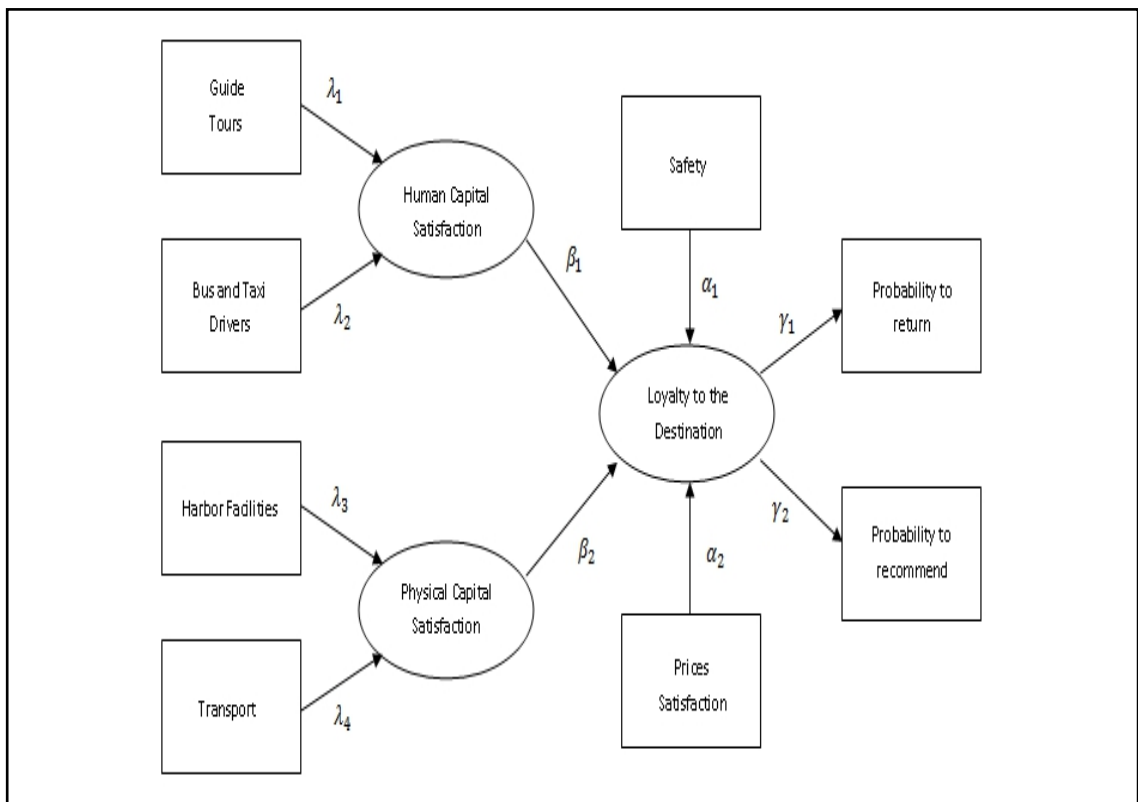 Guide
Tours
λ1
Human Capital
Satisfaction
Bus and Taxi
Drivers
λ2
β1
Safety
α1
Probability to
return
γ1
Loyalty to the
Destination
Harbor Facilities
λ3
Physical Capital
Satisfaction
β2
Transport
λ4
α2
Prices
Satisfaction
γ2
Probability to
recommend